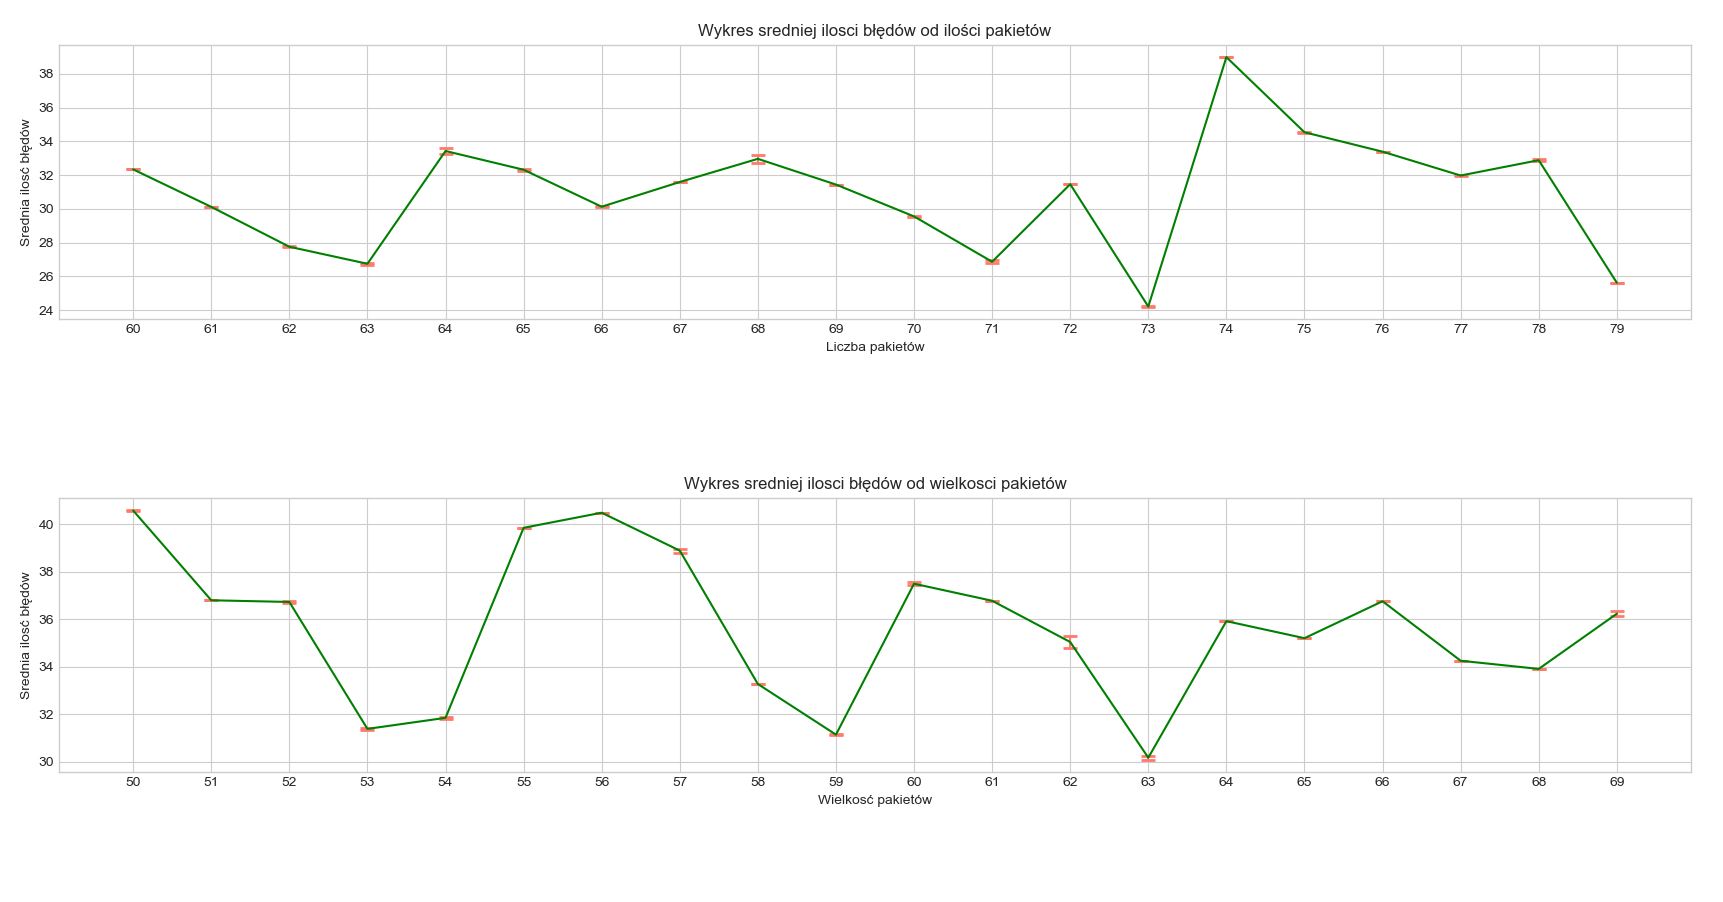 Wykres sredniej ilosci błędów od ilości pakietów
Srednia ilosć błędów
38
36
34
32
30
28
26
24
60 61 62 63 64 65 66 67 68 69 70 71 72 73 74 75 76 77 78 79
Liczba pakietów
Wykres sredniej ilosci błędów od wielkosci pakietów
Srednia ilosć błędów
40
38
36
34
32
30
50 51 52 53 54 55 56 57 58 59 60 61 62 63 64 65 66 67 68 69
Wielkosć pakietów